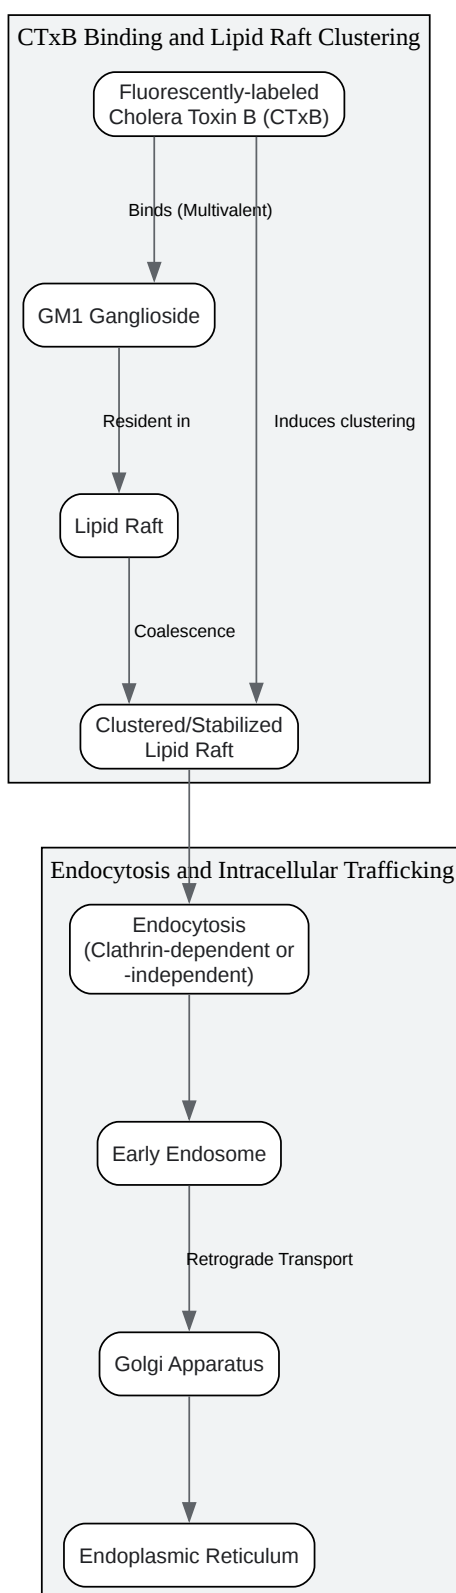 CTxB Binding and Lipid Raft Clustering
Fluorescently-labeled
Cholera Toxin B (CTxB)
Binds (Multivalent)
GM1 Ganglioside
Resident in
Induces clustering
Lipid Raft
Coalescence
Clustered/Stabilized
Lipid Raft
Endocytosis and Intracellular Trafficking
Endocytosis
(Clathrin-dependent or
-independent)
Early Endosome
Retrograde Transport
Golgi Apparatus
Endoplasmic Reticulum